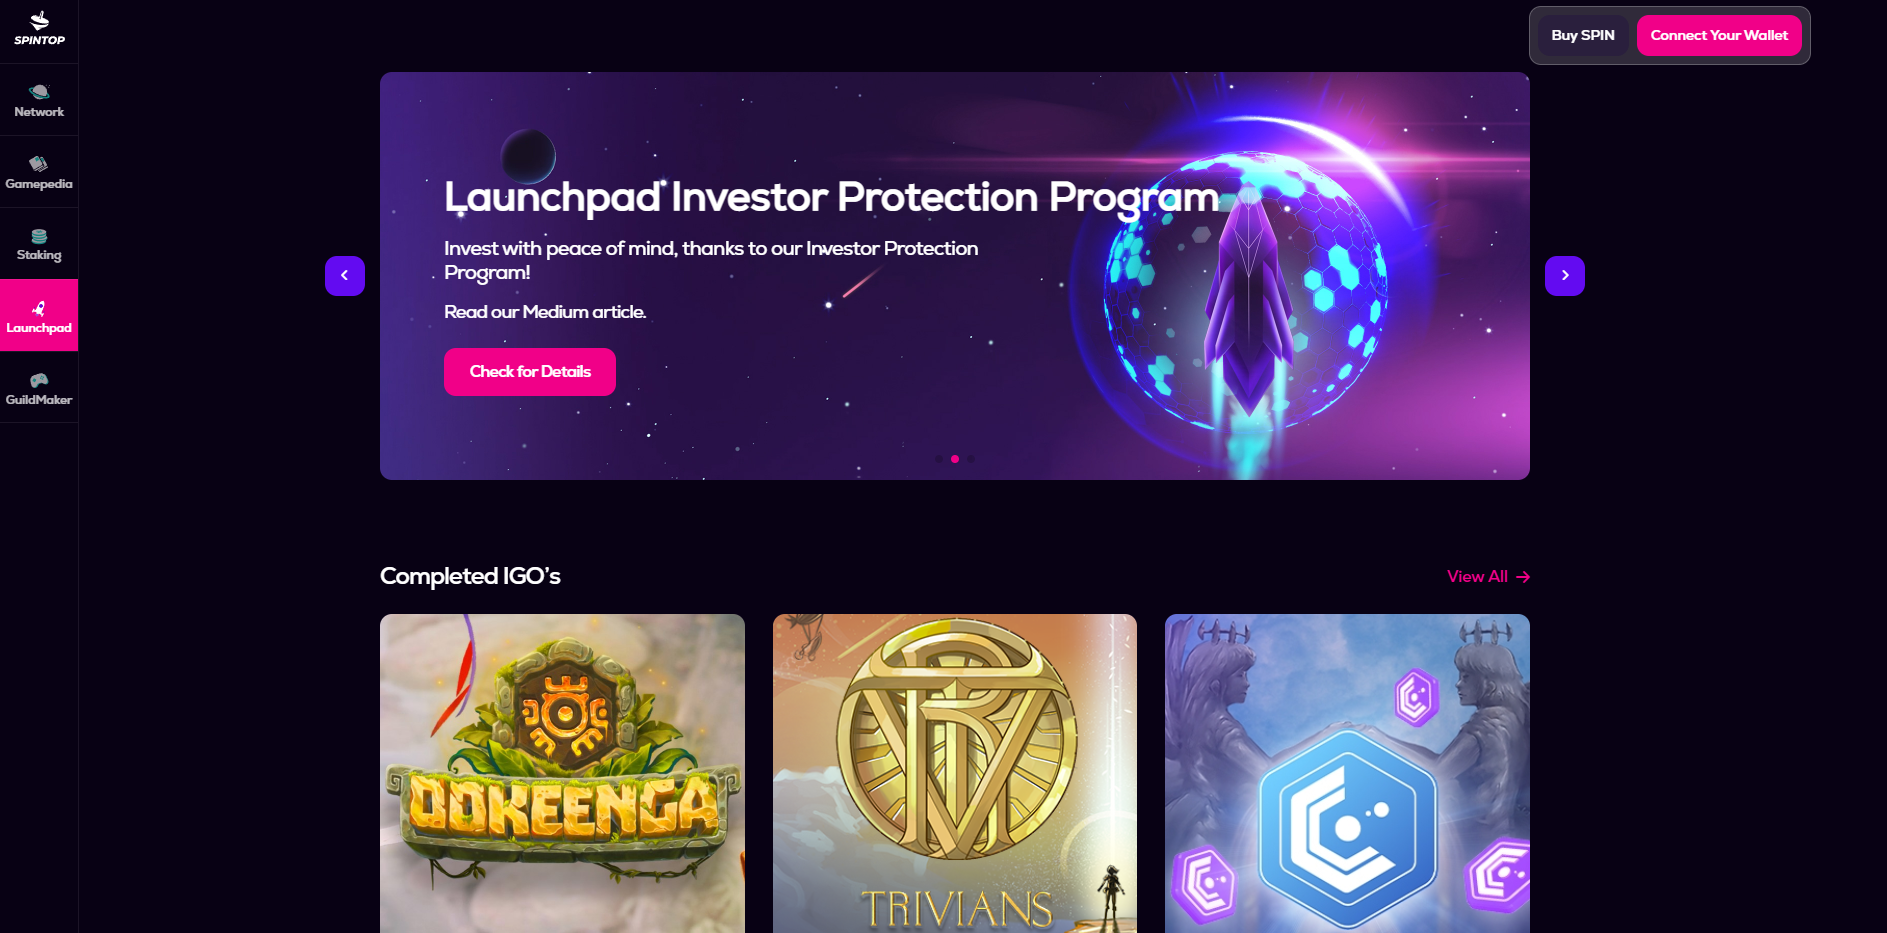 SPINTOP
Network
Gamepedia
Staking
Launchpad
GuildMaker
Buy SPIN
Connect Your Wallet
Launchpad Investor Protection Program
Invest with peace of mind, thanks to our Investor Protection
Program!
Read our Medium article.
Check for Details
Completed IGO's
View All
OOKEENGA
TRIVIANS